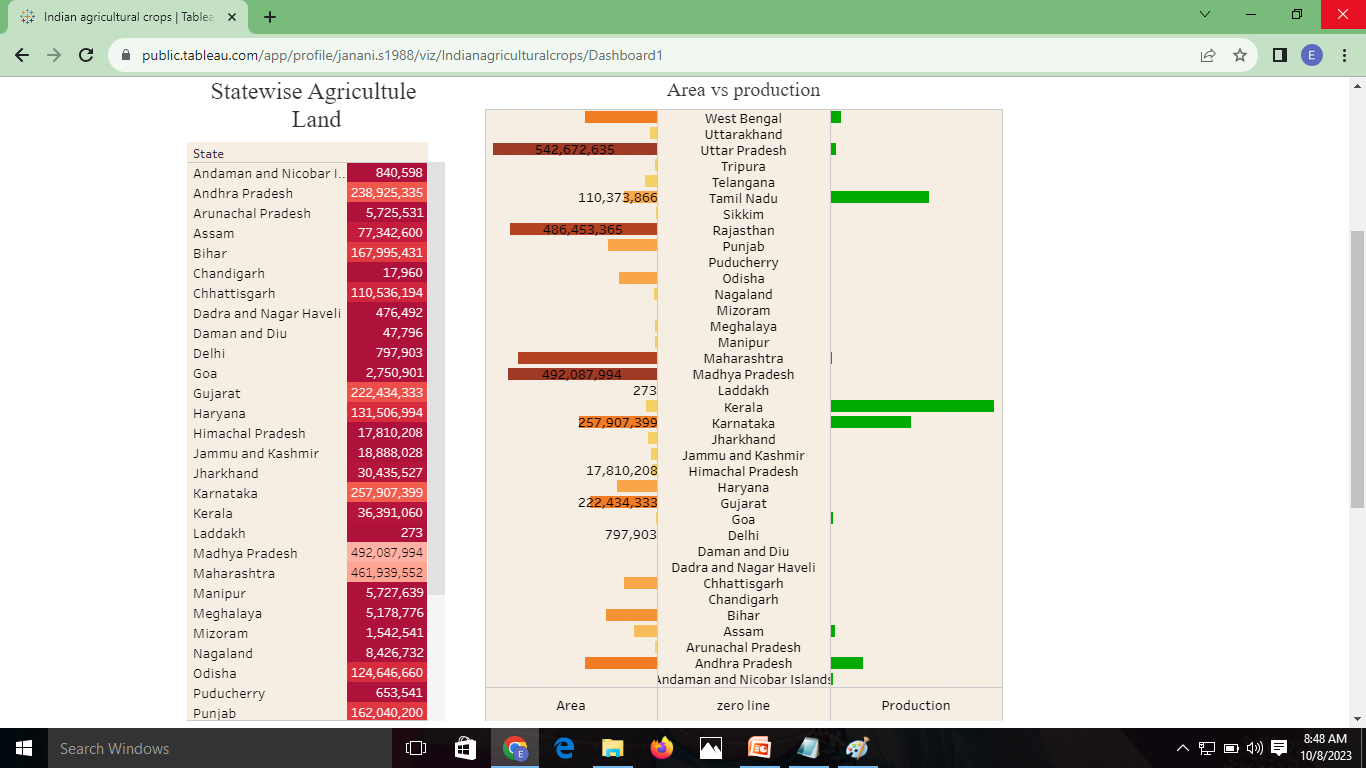 Indian agricultural crops | Tablea
public.tableau.com/app/profile/janani.s1988/viz/Indianagriculturalcrops/Dashboard1
E
Statewise Agricultule
Land
State
Andaman and Nicobar I.. 840,598
Andhra Pradesh 238,925,335
Arunachal Pradesh 5,725,531
Assam 77,342,600
Bihar 167,995,431
Chandigarh 17,960
Chhattisgarh 110,536,194
Dadra and Nagar Haveli 476,492
Daman and Diu 47,796
Delhi 797,903
Goa 2,750,901
Gujarat 222,434,333
Haryana 131,506,994
Himachal Pradesh 17,810,208
Jammu and Kashmir 18,888,028
Jharkhand 30,435,527
Karnataka 257,907,399
Kerala 36,391,060
Laddakh 273
Madhya Pradesh 492,087,994
Maharashtra 461,939,552
Manipur 5,727,639
Meghalaya 5,178,776
Mizoram 1,542,541
Nagaland 8,426,732
Odisha 124,646,660
Puducherry 653,541
Punjab 162,040,200
Area vs production
West Bengal
Uttarakhand
542,672,635 Uttar Pradesh
Tripura
Telangana
110,373,866 Tamil Nadu
Sikkim
486,453,365 Rajasthan
Punjab
Puducherry
Odisha
Nagaland
Mizoram
Meghalaya
Manipur
Maharashtra
492,087,994 Madhya Pradesh
273 Laddakh
Kerala
257,907,399 Karnataka
Jharkhand
Jammu and Kashmir
17,810,208 Himachal Pradesh
Haryana
222,434,333 Gujarat
Goa
797,903 Delhi
Daman and Diu
Dadra and Nagar Haveli
Chhattisgarh
Chandigarh
Bihar
Assam
Arunachal Pradesh
Andhra Pradesh
Andaman and Nicobar Islands
Area zero line Production
Search Windows
8:48 AM
10/8/2023